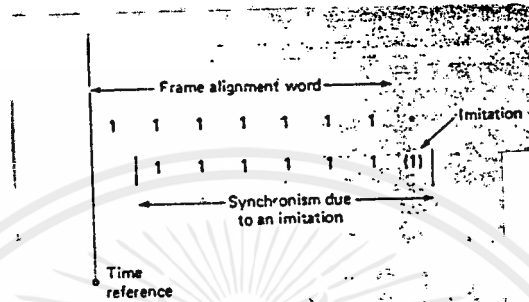 Frame alignment word
1 1 1 1 1 1 1
Imitation
1 1 1 1 1 1 (1)
Synchronism due
to an imitation
Time
reference